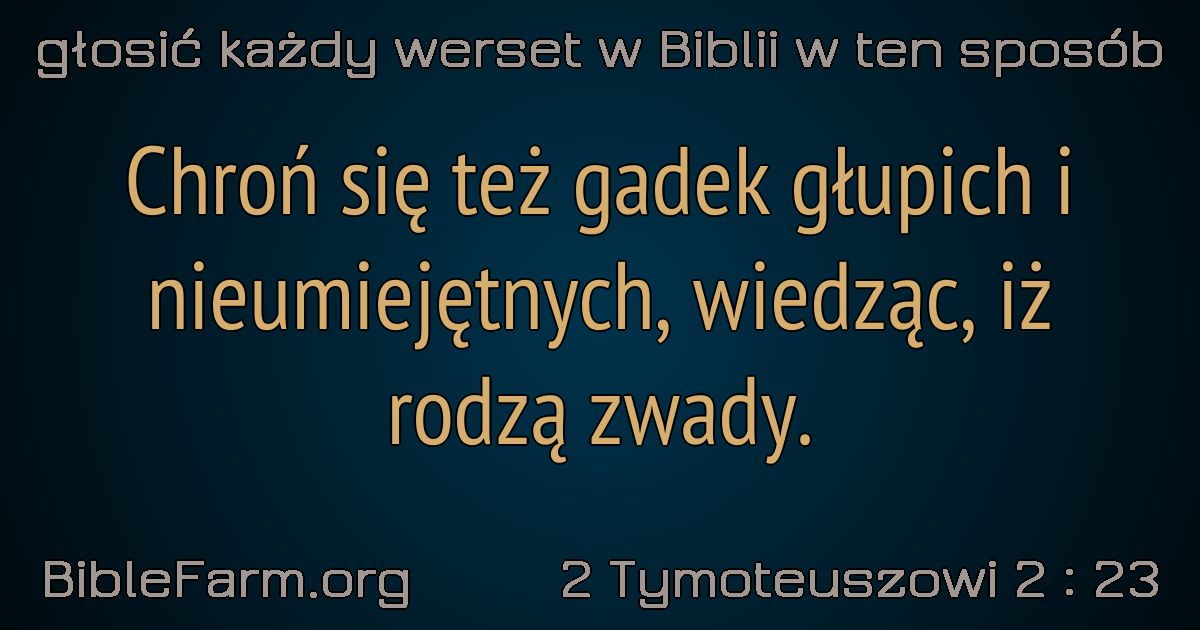 głosić każdy werset w Biblii w ten sposób
Chroń się też gadek głupich i
nieumiejętnych, wiedząc, iż
rodzą zwady.
BibleFarm.org
2 Tymoteuszowi 2 : 23